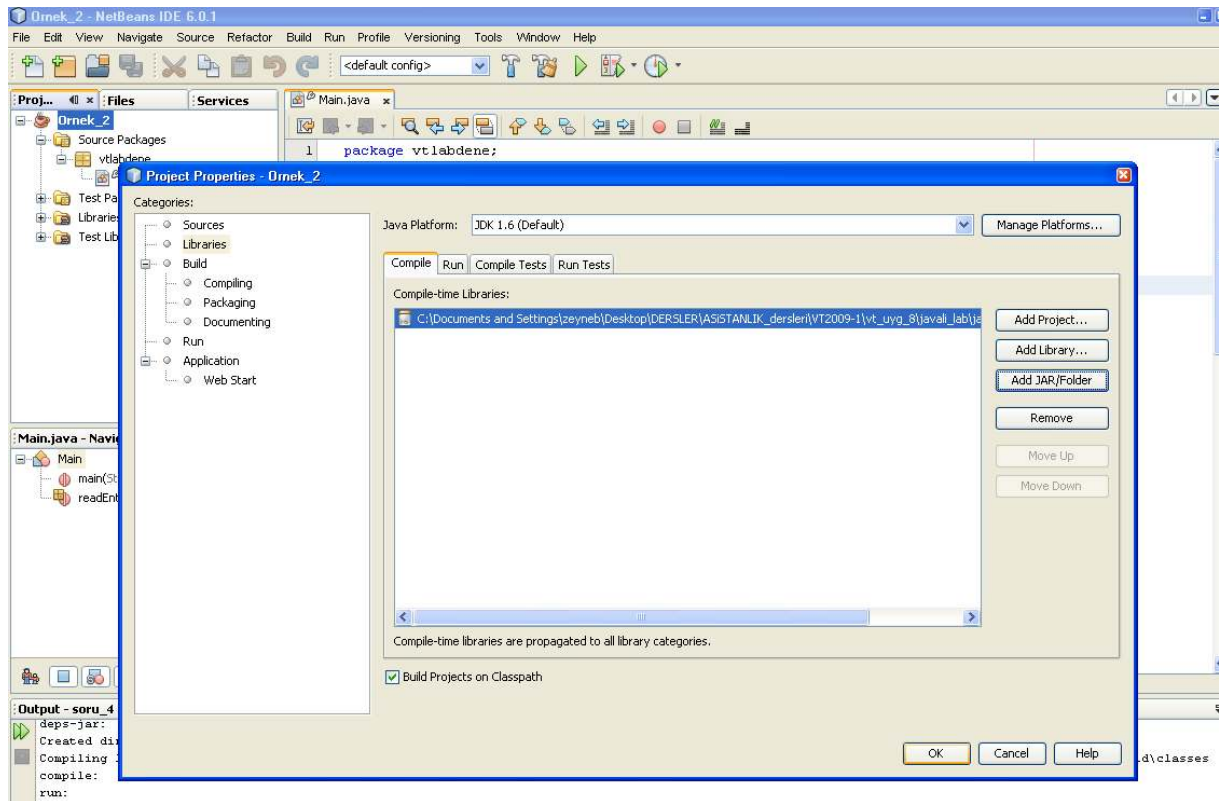 Ornek_2 - NetBeans IDE 6.0.1
File Edit View Navigate Source Refactor Build Run Profile Versioning Tools Window Help
<default config>
Proj... Files Services
Main.java
Ornek_2
Source Packages
vtlabdene
1 package vtlabdene;
Project Properties - Ornek_2
Test Pa
Libraries
Test Lib
Categories:
Sources
Libraries
Build
Compiling
Packaging
Documenting
Run
Application
Web Start
Java Platform: JDK 1.6 (Default) Manage Platforms...
Compile Run Compile Tests Run Tests
Compile-time Libraries:
C:\Documents and Settings\zeyneb\Desktop\DERSLER\ASiSTANLIK_dersleri\VT2009-1\vt_uyg_8\javali_lab\ja
Add Project...
Add Library...
Add JAR/Folder
Remove
Move Up
Move Down
Compile-time libraries are propagated to all library categories.
Build Projects on Classpath
OK Cancel Help
Main.java - Navig
Main
main(St
readEnt
Output - soru_4
deps-jar:
Created dir
Compiling
d\classes
compile:
run: